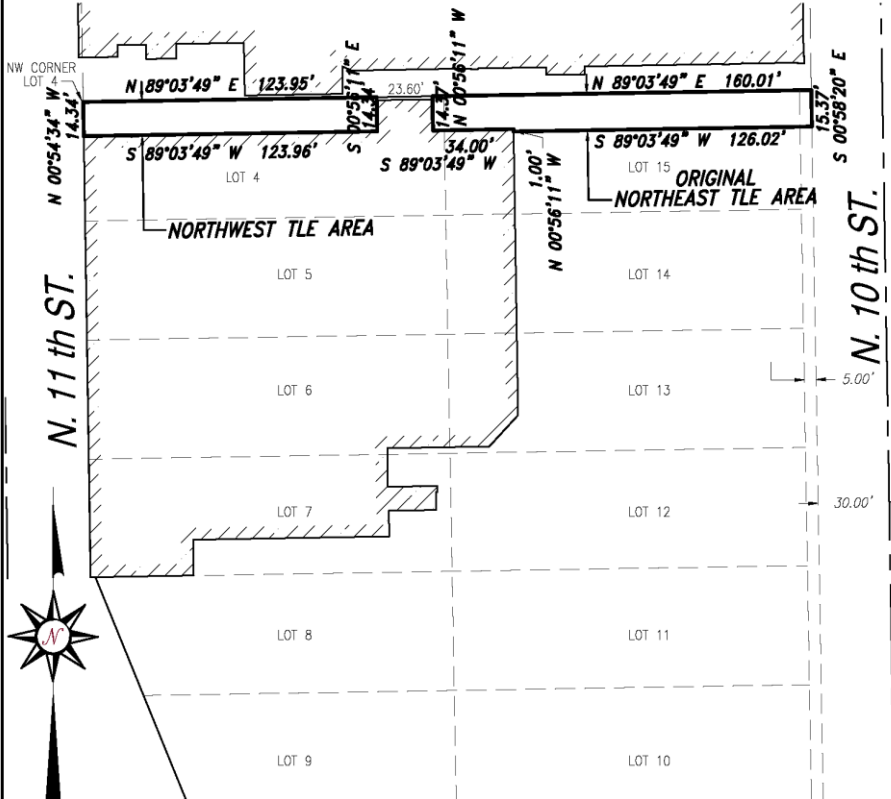 NW CORNER
LOT 4
N 89°03'49" E 123.95'
S 00°56'11" E
14.34'
23.60'
14.37'
N 00°56'11" W
N 89°03'49" E 160.01'
15.37'
S 00°58'20" E
N 00°54'34" W
14.34'
S 89°03'49" W 123.96'
34.00'
S 89°03'49" W
1.00'
N 00°56'11" W
S 89°03'49" W 126.02'
LOT 4
LOT 15
NORTHWEST TLE AREA
ORIGINAL
NORTHEAST TLE AREA
N. 11th ST.
N. 10th ST.
LOT 5
LOT 14
LOT 6
LOT 13
5.00'
LOT 7
LOT 12
30.00'
LOT 8
LOT 11
N
LOT 9
LOT 10